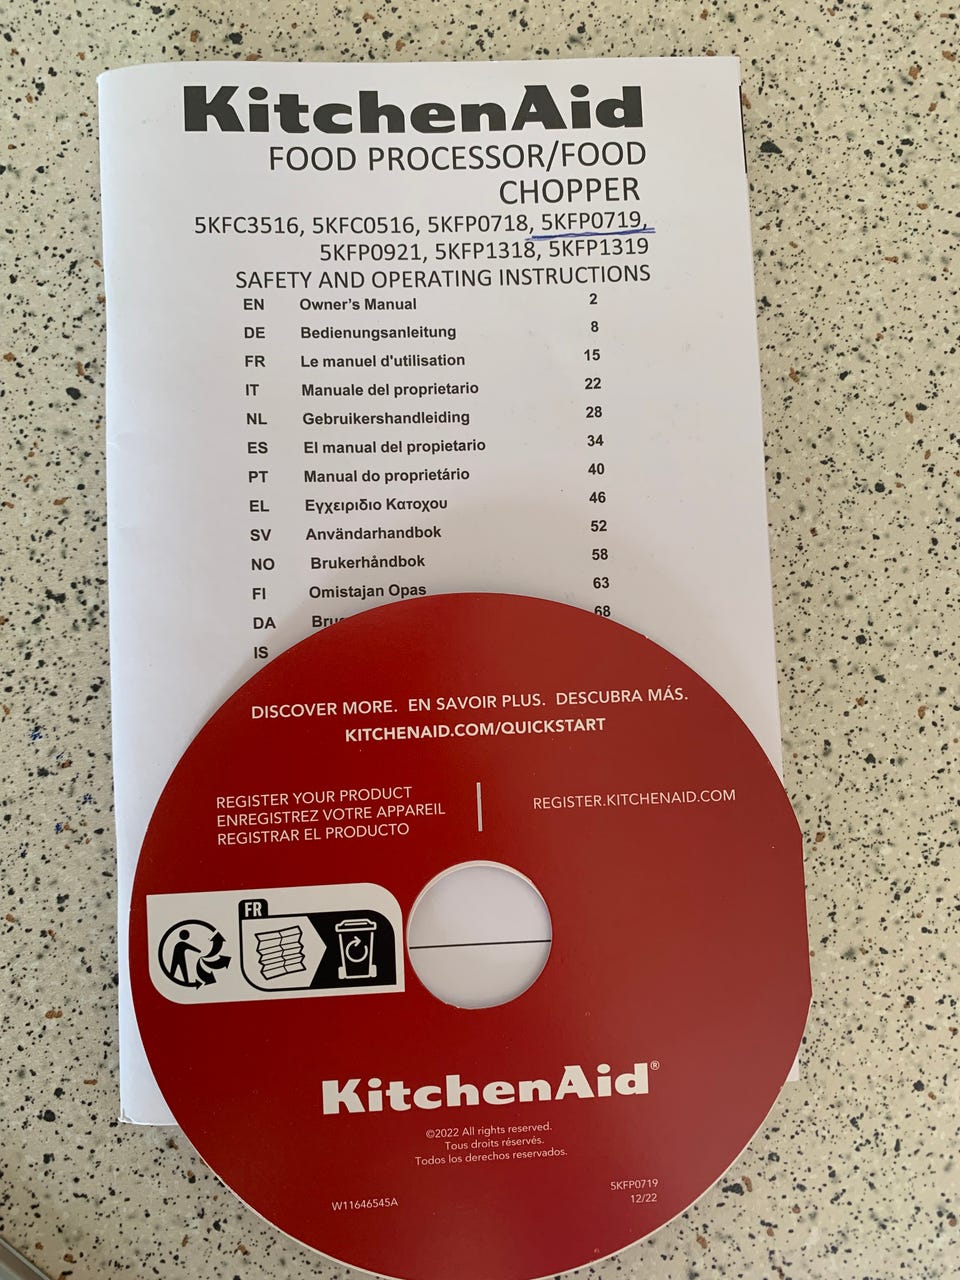 KitchenAid
FOOD PROCESSOR/FOOD
CHOPPER
5KFC3516, 5KFC0516, 5KFP0718, 5KFP0719,
5KFP0921, 5KFP1318, 5KFP1319
SAFETY AND OPERATING INSTRUCTIONS
EN Owner's Manual 2
DE Bedienungsanleitung 8
FR Le manuel d'utilisation 15
IT Manuale del proprietario 22
NL Gebruikershandleiding 28
ES El manual del propietario 34
PT Manual do proprietário 40
EL Εγχειριδιο Κατοχου 46
SV Användarhandbok 52
NO Brukerhåndbok 58
FI Omistajan Opas 63
DA 68
IS
DISCOVER MORE. EN SAVOIR PLUS. DESCUBRA MÁS.
KITCHENAID.COM/QUICKSTART
REGISTER YOUR PRODUCT
ENREGISTREZ VOTRE APPAREIL
REGISTRAR EL PRODUCTO
REGISTER.KITCHENAID.COM
FR
KitchenAid®
©2022 All rights reserved.
Tous droits réservés.
Todos los derechos reservados.
W11646545A
5KFP0719
12/22